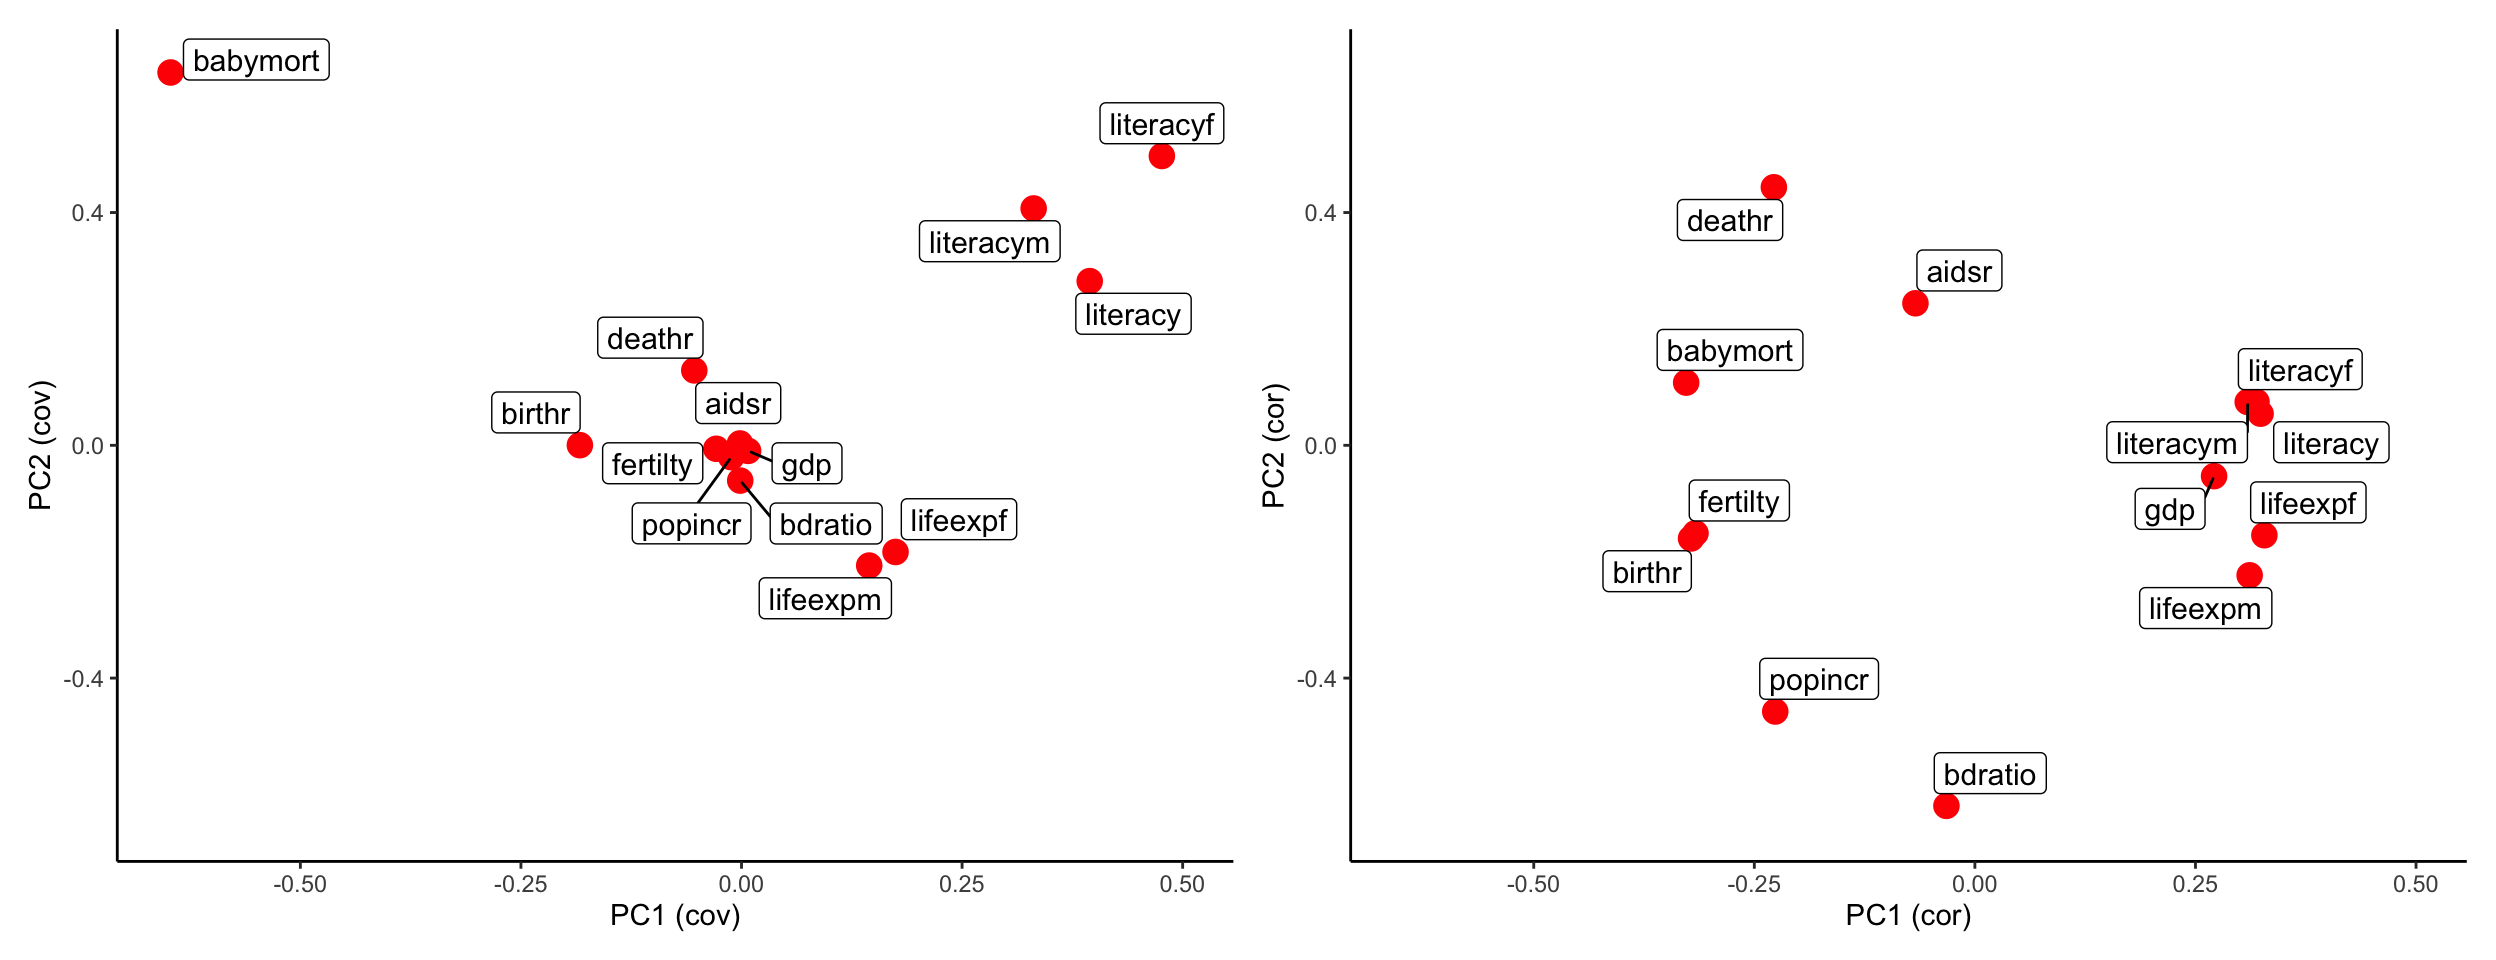 babymort
literacyf
literacym
literacy
deathr
birthr
aidsr
fertilty
gdp
popincr
bdratio
lifeexpf
lifeexpm
0.4
0.0
-0.4
PC2 (cov)
-0.50
-0.25
0.00
0.25
0.50
PC1 (cov)
deathr
aidsr
babymort
literacyf
literacym
literacy
fertilty
gdp
lifeexpf
birthr
lifeexpm
popincr
bdratio
0.4
0.0
-0.4
PC2 (cor)
-0.50
-0.25
0.00
0.25
0.50
PC1 (cor)